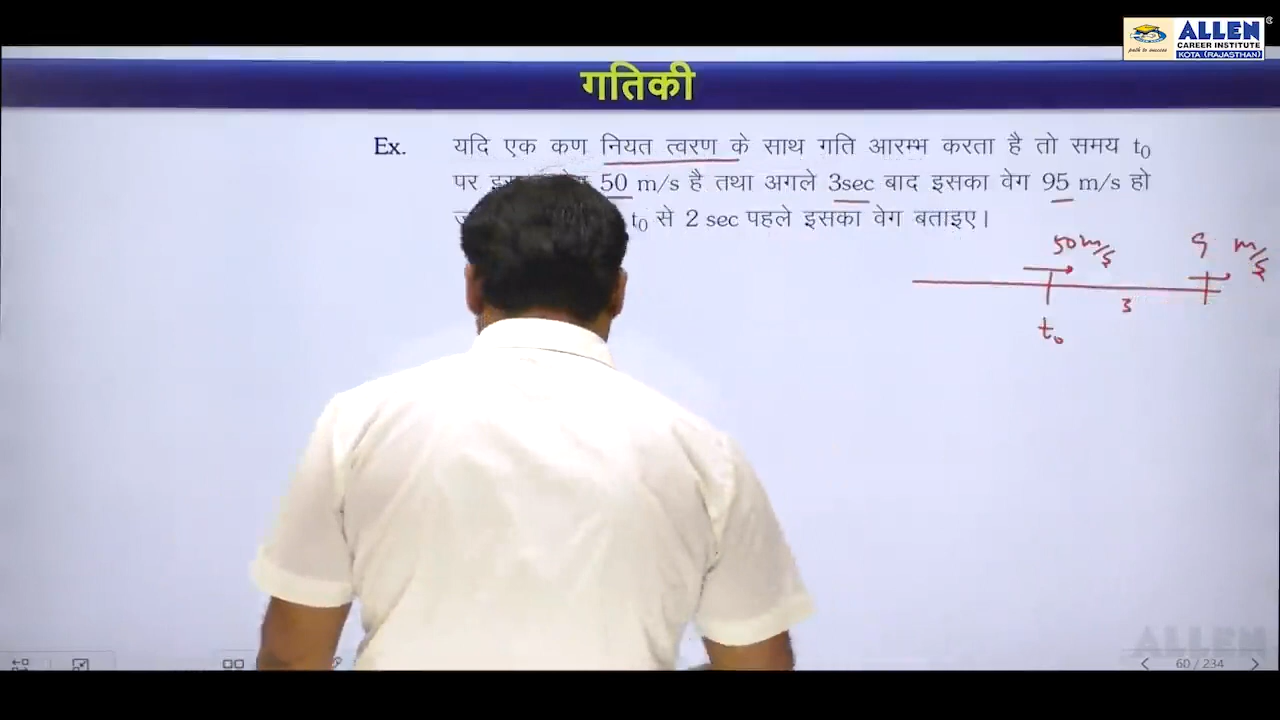 ALLEN
CAREER INSTITUTE
path to success
KOTA (RAJASTHAN)
गतिकी
Ex. यदि एक कण नियत त्वरण के साथ गति आरम्भ करता है तो समय t₀
पर 50 m/s है तथा अगले 3sec बाद इसका वेग 95 m/s हो
t₀ से 2 sec पहले इसका वेग बताइए।
50 m/s 9 m/s
3
t₀
ALLEN
60 / 234